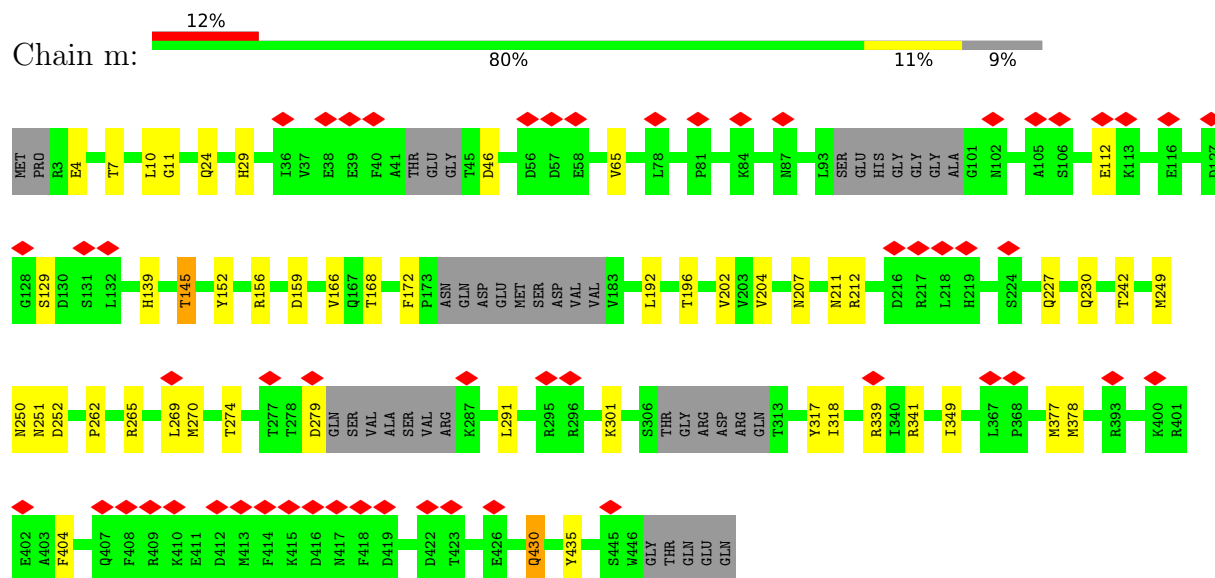 12%
Chain m:
80% 11% 9%
MET PRO R3 E4 T7 L10 G11 Q24 H29 I36 V37 E38 E39 F40 A41 THR GLU GLY T45 D46 D56 D57 E58 V65 L78 P81 K84 N87 L93 SER GLU HIS GLY GLY GLY ALA G101 N102 A105 S106 E112 K113 E116 D127
G128 S129 D130 S131 L132 H139 T145 Y152 R156 D159 V166 Q167 T168 F172 P173 ASN GLN ASP GLU MET SER ASP VAL VAL V183 L192 T196 V202 V203 V204 N207 N211 R212 D216 R217 L218 H219 S224 Q227 Q230 T242 M249
N250 N251 D252 P262 R265 L269 M270 T274 T277 T278 D279 GLN SER VAL ALA SER VAL ARG K287 L291 R295 R296 K301 S306 THR GLY ARG ASP ARG GLN T313 Y317 I318 R339 I340 R341 I349 L367 P368 M377 M378 R393 K400 R401
E402 A403 F404 Q407 F408 R409 K410 E411 D412 M413 F414 K415 D416 N417 F418 D419 D422 T423 E426 Q430 Y435 S445 W446 GLY THR GLN GLU GLN